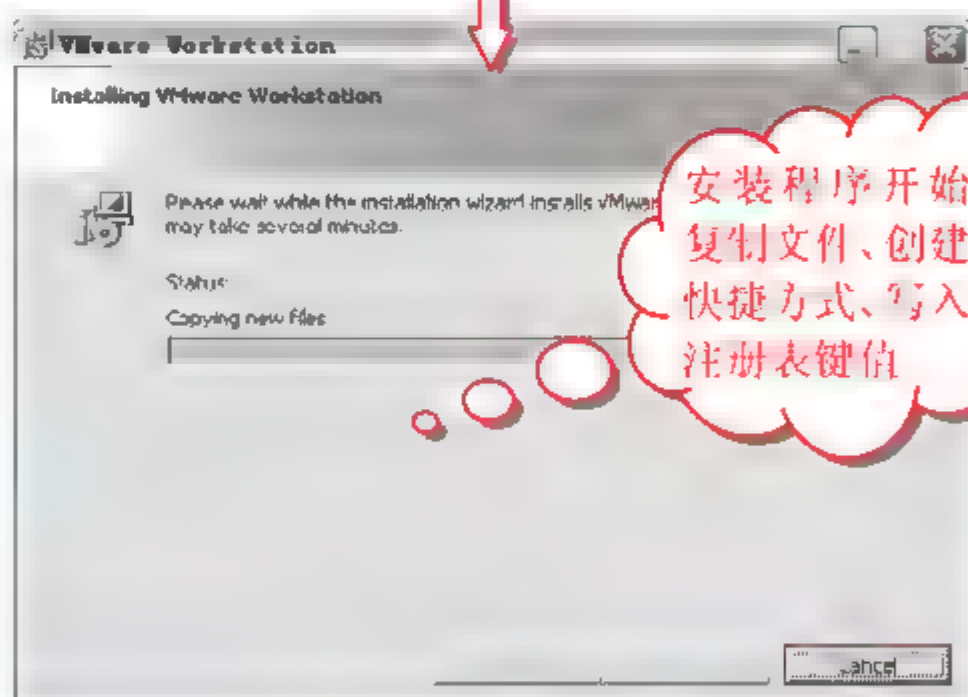 VMware Workstation
Installing VMware Workstation
Please wait while the installation wizard installs VMwar
may take several minutes.
Status:
Copying new files
安装程序开始
复制文件、创建
快捷方式、写入
注册表键值
ancel